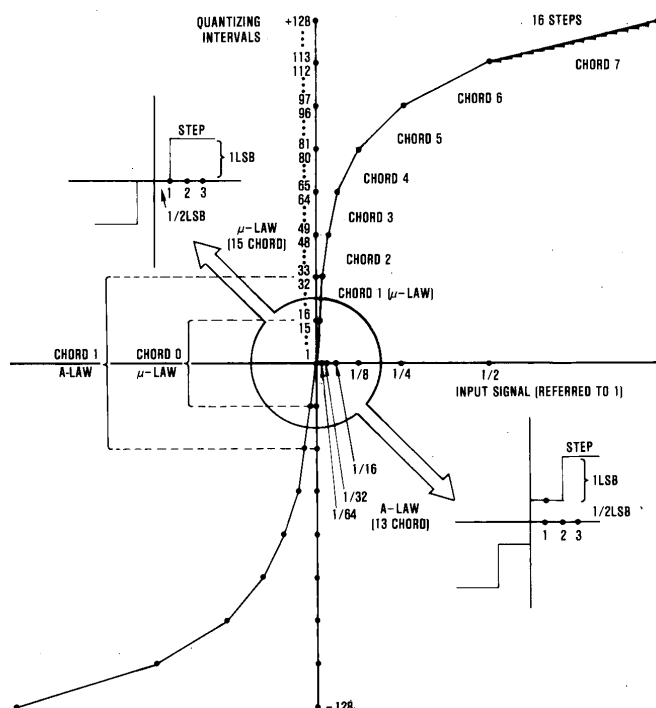 QUANTIZING
INTERVALS
+128
16 STEPS
113
112
CHORD 7
97
96
CHORD 6
81
80
CHORD 5
STEP
1LSB
1 2 3
1/2LSB
65
64
CHORD 4
49
48
CHORD 3
μ-LAW
(15 CHORD)
33
32
CHORD 2
CHORD 1 (μ-LAW)
16
15
1
CHORD 1
A-LAW
CHORD 0
μ-LAW
1/8
1/4
1/2
INPUT SIGNAL (REFERRED TO 1)
1/16
1/32
1/64
A-LAW
(13 CHORD)
STEP
1LSB
1/2LSB
1 2 3
-128